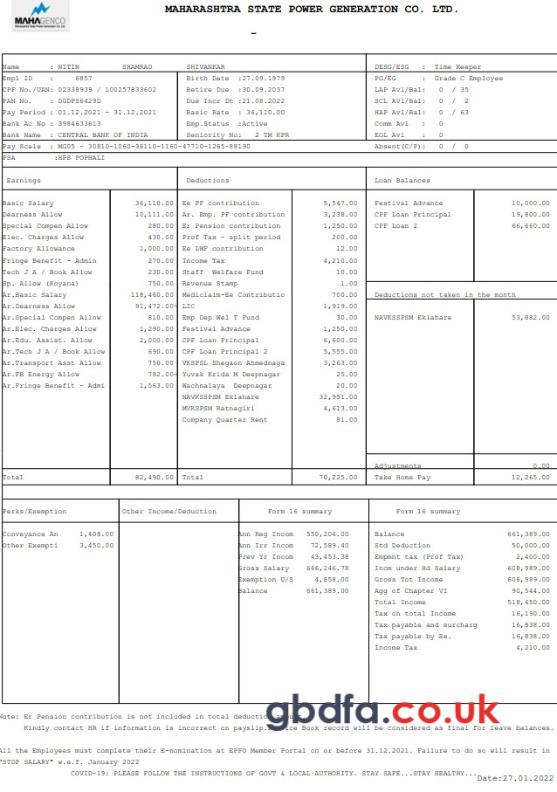 MAHAGENCO
MAHARASHTRA STATE POWER GENERATION CO. LTD.
-
Name : NITIN SHAMRAO SHIVANKAR DESG/ESG : Time Keeper
Empl ID : 6857 Birth Date :27.09.1979 PG/EG : Grade C Employee
CPF No./UAN: 02338939 / 100257833602 Retire Due :30.09.2037 LAP Avl/Bal: 0 / 35
PAN No. : DGDPS6429D Due Incr Dt :21.08.2022 SCL Avl/Bal: 0 / 2
Pay Period : 01.12.2021 - 31.12.2021 Basic Rate : 36,110.00 HAP Avl/Bal: 0 / 63
Bank Ac No : 3984633613 Emp.Status :Active Comm Avl : 0
Bank Name : CENTRAL BANK OF INDIA Seniority No: 2 TM KPR EOL Avl : 0
Pay Scale : MG05 - 30810-1060-36110-1160-47710-1265-88190 Absent(C/P): 0 / 0
PSA :HPS POPHALI
Earnings Deductions Loan Balances
Basic Salary 36,110.00 Ee PF contribution 5,547.00 Festival Advance 10,000.00
Dearness Allow 10,111.00 Ar. Emp. PF contribution 3,238.00 CPF Loan Principal 19,800.00
Special Compen Allow 280.00 Er Pension contribution 1,250.00 CPF Loan 2 66,660.00
Elec. Charges Allow 430.00 Prof Tax - split period 200.00
Factory Allowance 1,000.00 Ee LWF contribution 12.00
Fringe Benefit - Admin 270.00 Income Tax 4,210.00
Tech J A / Book Allow 230.00 Staff Welfare Fund 10.00
Sp. Allow (Koyana) 750.00 Revenue Stamp 1.00
Ar.Basic Salary 118,460.00 Mediclaim-Ee Contributio 700.00 Deductions not taken in the month
Ar.Dearness Allow 91,472.00- LIC 1,919.00
Ar.Special Compen Allow 810.00 Emp Dep Wel T Fund 30.00 NAVKSSPSM Eklahare 53,882.00
Ar.Elec. Charges Allow 1,290.00 Festival Advance 1,250.00
Ar.Edu. Assist. Allow 2,000.00 CPF Loan Principal 6,600.00
Ar.Tech J A / Book Allow 690.00 CPF Loan Principal 2 5,555.00
Ar.Transport Asst Allow 750.00 VKSPSL Shegaon Ahmednaga 3,263.00
Ar.FB Energy Allow 782.00- Yuvak Krida M Deepnagar 25.00
Ar.Fringe Benefit - Admi 1,563.00 Wachnalaya Deepnagar 20.00
NAVKSSPSM Eklahare 32,951.00
MVKSPSM Ratnagiri 4,613.00
Company Quarter Rent 81.00
Adjustments 0.00
Total 82,490.00 Total 70,225.00 Take Home Pay 12,265.00
Perks/Exemption Other Income/Deduction Form 16 summary Form 16 summary
Conveyance An 1,408.00 Ann Reg Incom 550,204.00 Balance 661,389.00
Other Exempti 3,450.00 Ann Irr Incom 72,589.40 Std Deduction 50,000.00
Prev Yr Incom 43,453.38 Empmnt tax (Prof Tax) 2,400.00
Gross Salary 666,246.78 Incm under Hd Salary 608,989.00
Exemption U/S 4,858.00 Gross Tot Income 608,989.00
Balance 661,389.00 Agg of Chapter VI 90,544.00
Total Income 518,450.00
Tax on total Income 16,190.00
Tax payable and surcharg 16,838.00
Tax payable by Ee. 16,838.00
Income Tax 4,210.00
gbdfa.co.uk
Note: Er Pension contribution is not included in total deduction
Kindly contact HR if information is incorrect on payslip. Book record will be considered as final for leave balances.
All the Employees must complete their E-nomination at EPFO Member Portal on or before 31.12.2021. Failure to do so will result in
"STOP SALARY" w.e.f. January 2022
COVID-19: PLEASE FOLLOW THE INSTRUCTIONS OF GOVT & LOCAL AUTHORITY. STAY SAFE...STAY HEALTHY...
Date:27.01.2022